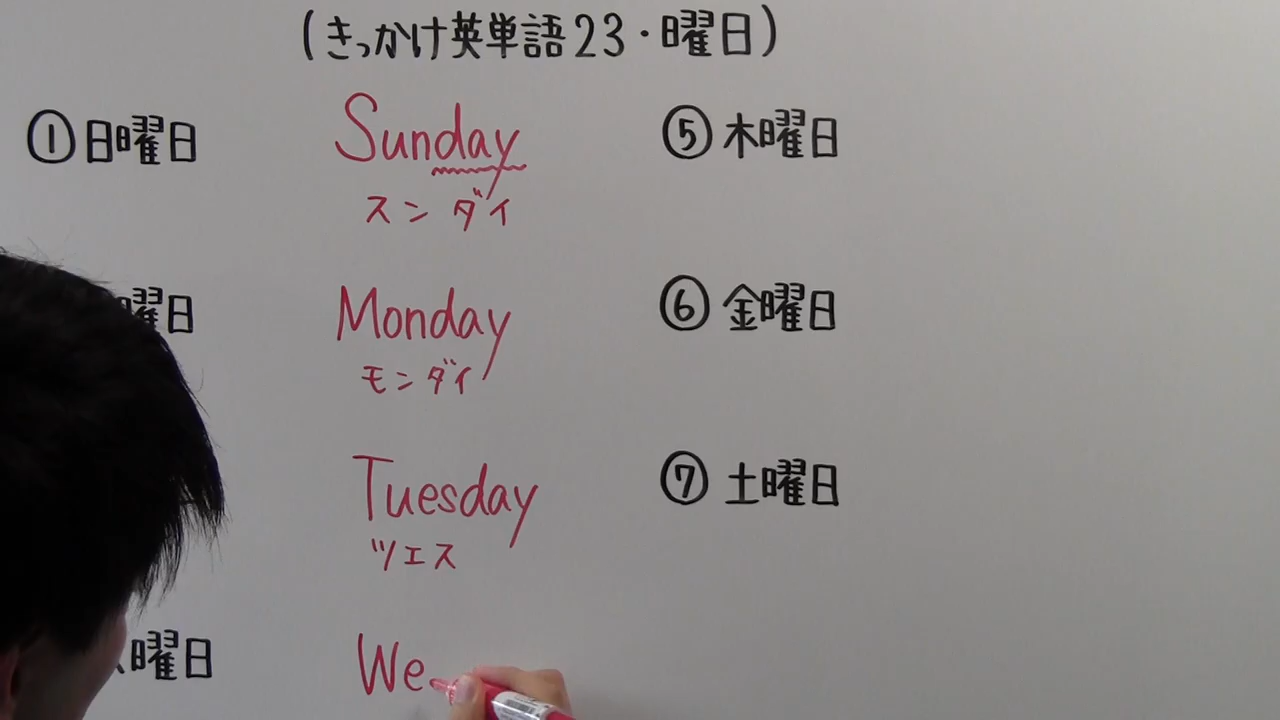 (きっかけ英単語23・曜日)
①日曜日
Sunday
スンダイ
曜日
Monday
モンダイ
Tuesday
ツエス
曜日
We
⑤木曜日
⑥金曜日
⑦土曜日